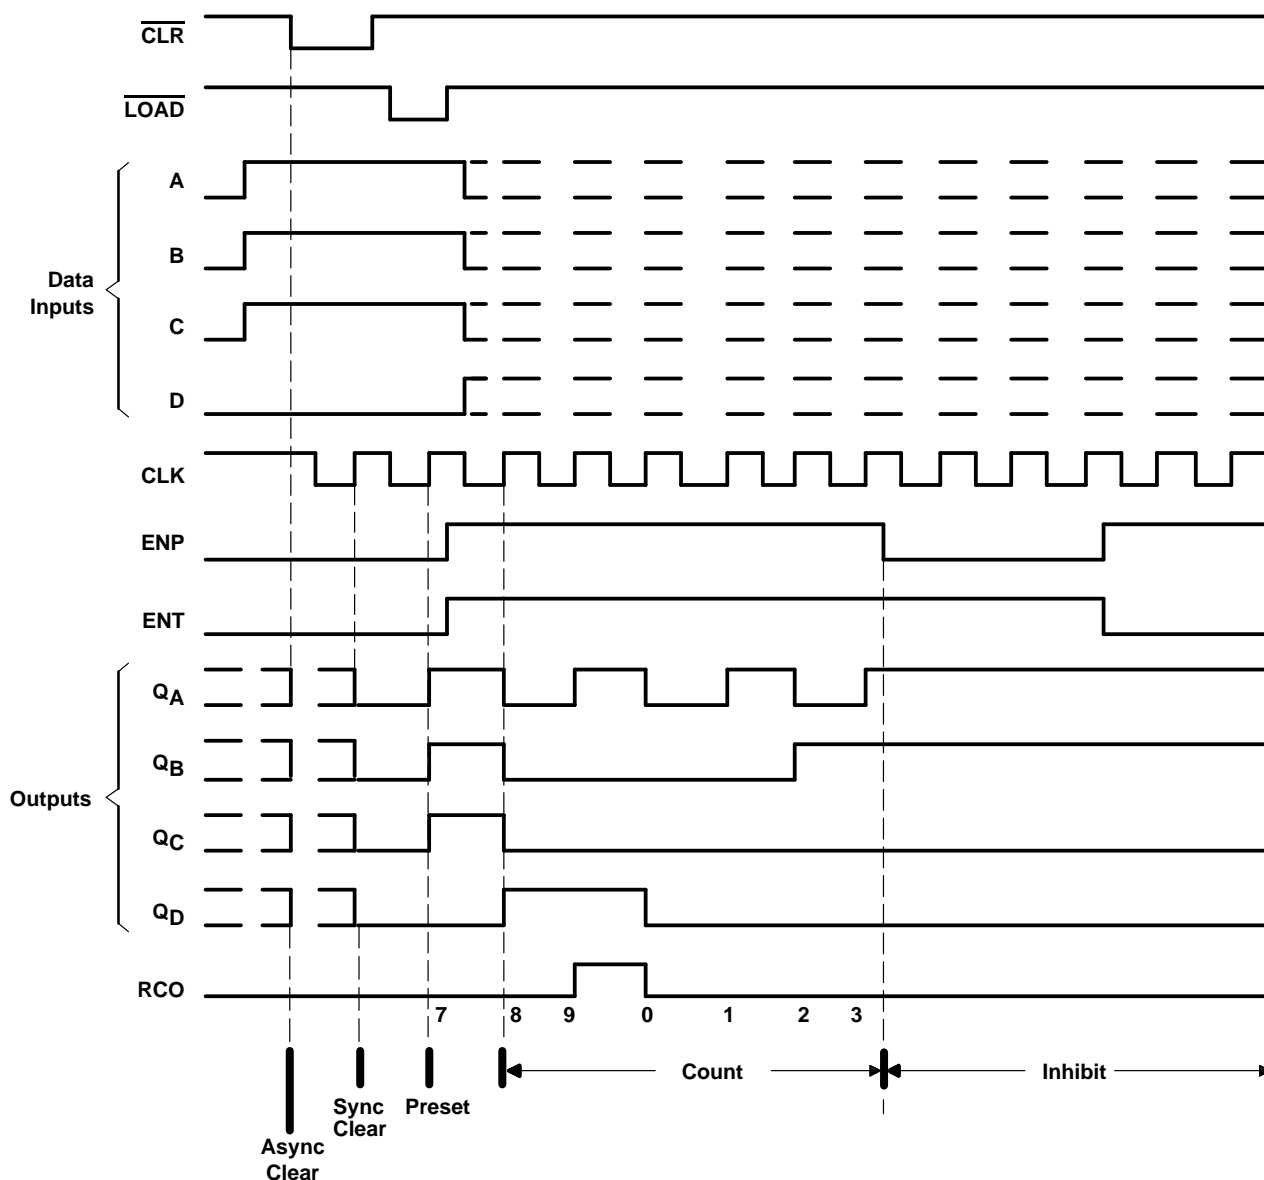 CLR
LOAD
A
B
Data
Inputs
C
D
CLK
ENP
ENT
QA
QB
Outputs
QC
QD
RCO
7 8 9 0 1 2 3
Count Inhibit
Sync
Clear
Preset
Async
Clear